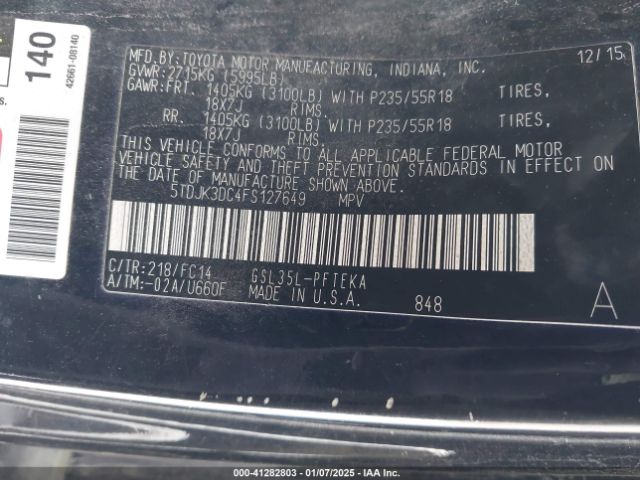 140
42661-08140
s.
MFD.BY:TOYOTA MOTOR MANUFACTURING, INDIANA, INC. 12/15
GVWR:2715KG (5985LB)
GAWR:FRT. 1405KG (3100LB) WITH P235/55R18 TIRES,
18X7J RIMS.
RR. 1405KG (3100LB) WITH P235/55R18 TIRES,
18X7J RIMS.
THIS VEHICLE CONFORMS TO ALL APPLICABLE FEDERAL MOTOR
VEHICLE SAFETY AND THEFT PREVENTION STANDARDS IN EFFECT ON
THE DATE OF MANUFACTURE SHOWN ABOVE.
5TDJK3DC4FS127649 MPV
C/TR:218/FC14 GSL35L-PFTEKA
A/TM:-02A/U660F MADE IN U.S.A. 848 A
000-41282803 - 01/07/2025 - IAA Inc.